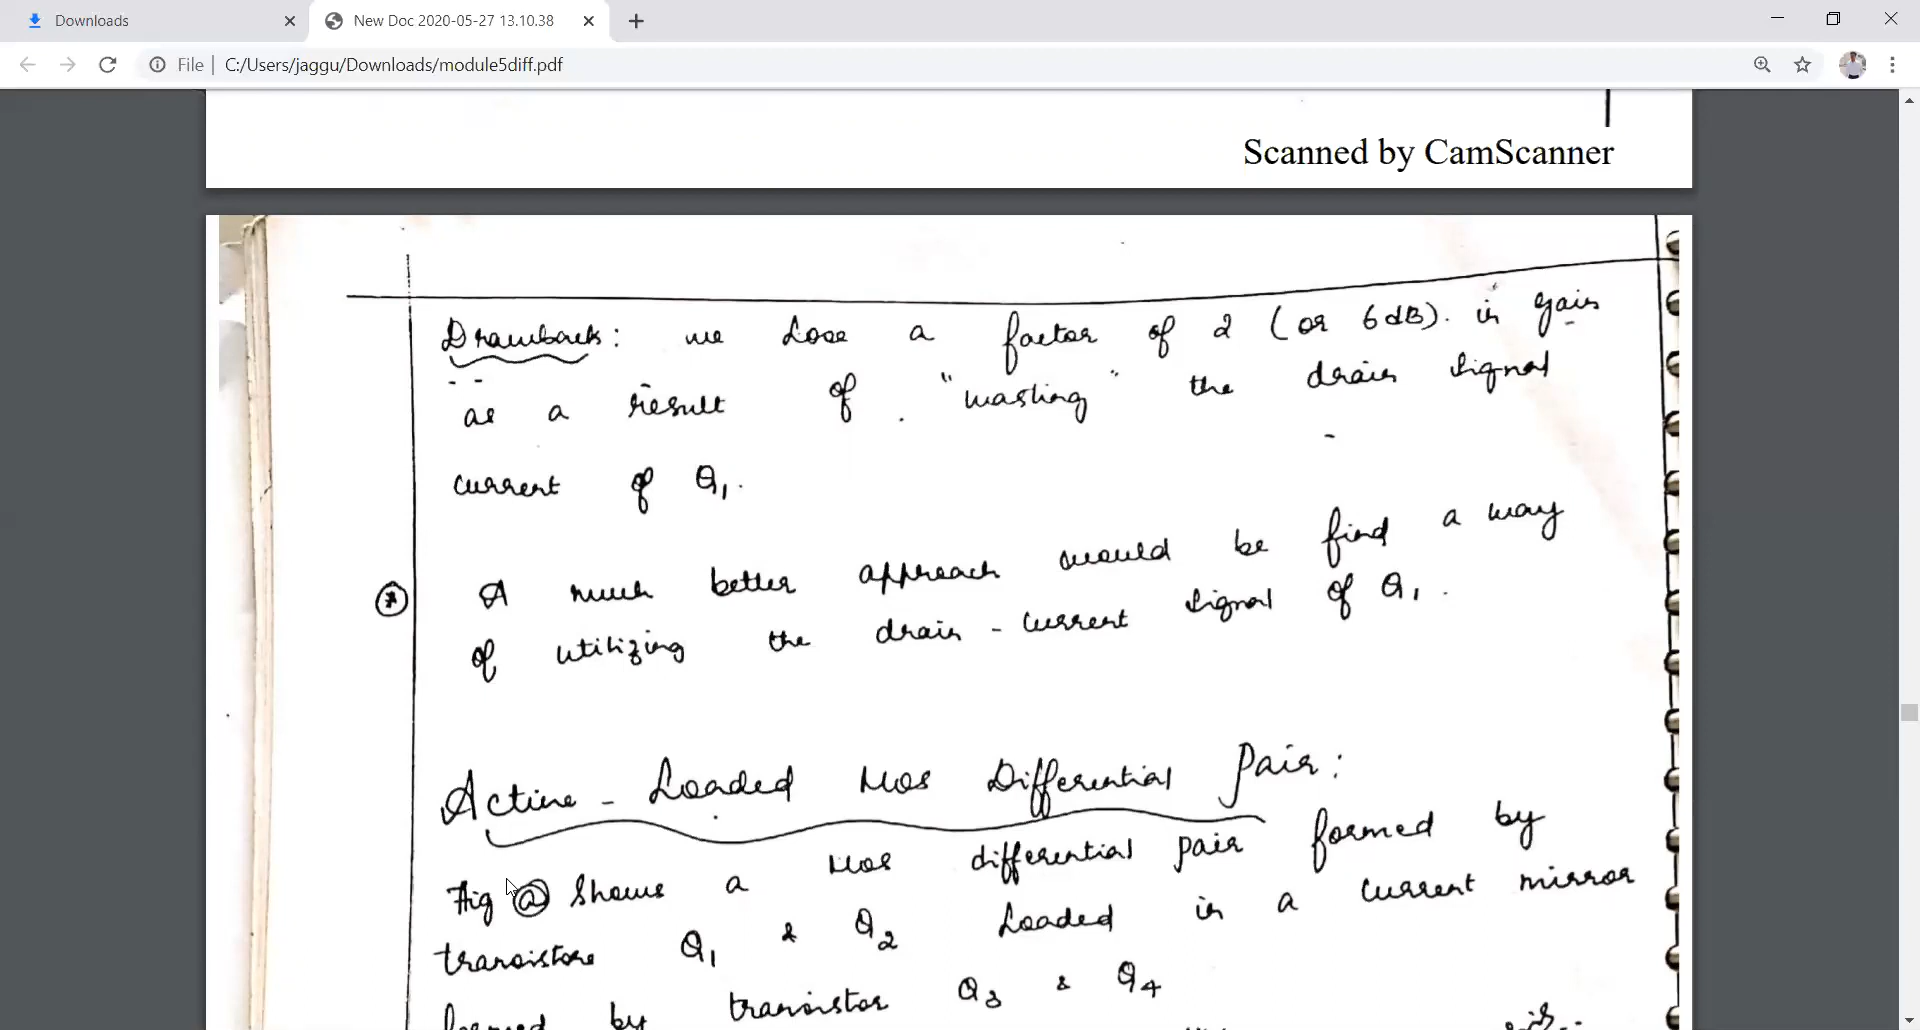 Downloads
New Doc 2020-05-27 13.10.38
File | C:/Users/jaggu/Downloads/module5diff.pdf
Scanned by CamScanner
Drawback: we lose a factor of 2 (or 6dB). in gain
as a result of "wasting" the drain signal
current of Q1.
A much better approach would be find a way
of utilizing the drain-current signal of Q1.
Active-Loaded MOS Differential Pair:
Fig (a) shows a MOS differential pair formed by
transistors Q1 & Q2 loaded in a current mirror
formed by transistor Q3 & Q4